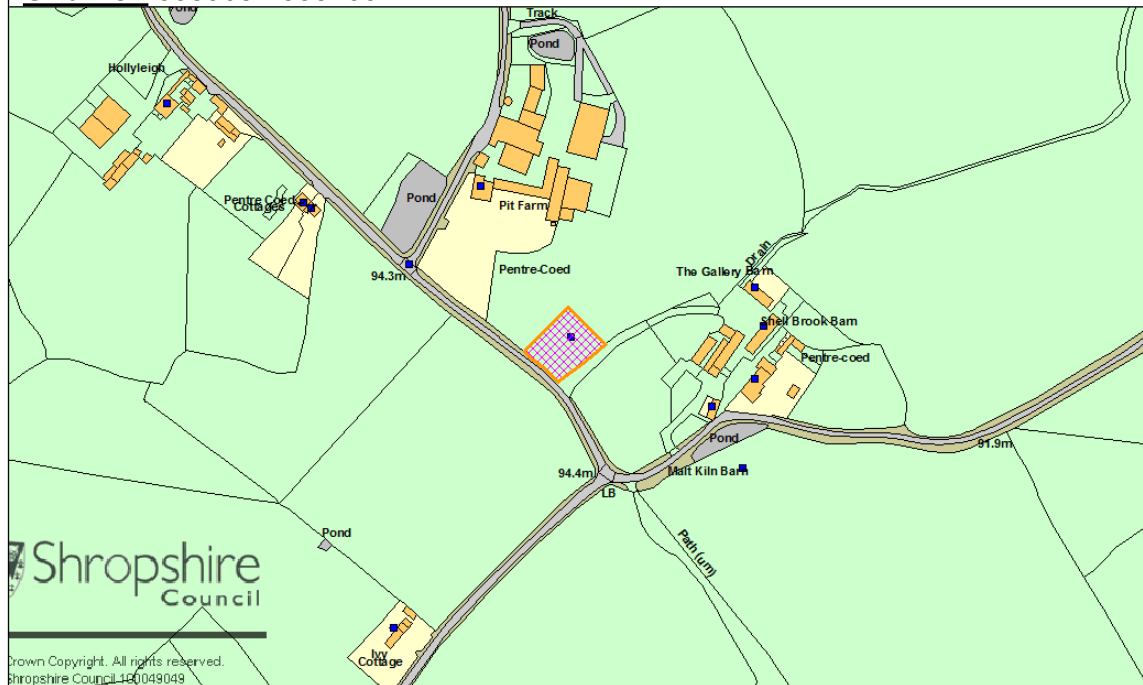 Track
Pond
Pond
Hollyleigh
Pentre Coed
Cottages
Pond
Pit Farm
94.3m
Pentre-Coed
Drain
The Gallery Barn
Shell Brook Barn
Pentre-coed
Pond
91.9m
Malt Kiln Barn
94.4m
LB
Path (um)
Pond
Ivy
Cottage
Shropshire
Council
Crown Copyright. All rights reserved.
Shropshire Council 100049049